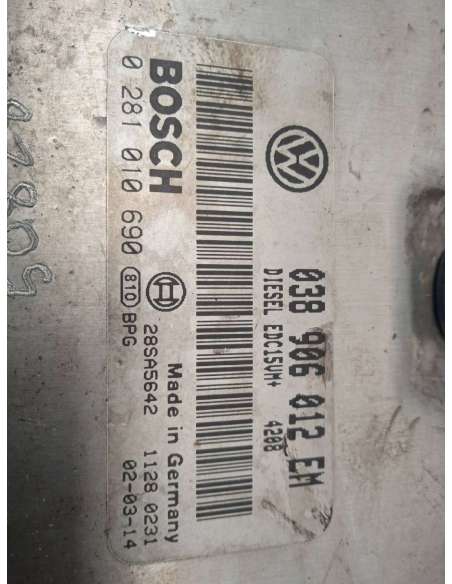 038 906 012 EM
DIESEL EDC15VM+ 4208
BOSCH
0 281 010 690 810 BPG
28SA5642 1128 0231
Made in Germany 02-03-14